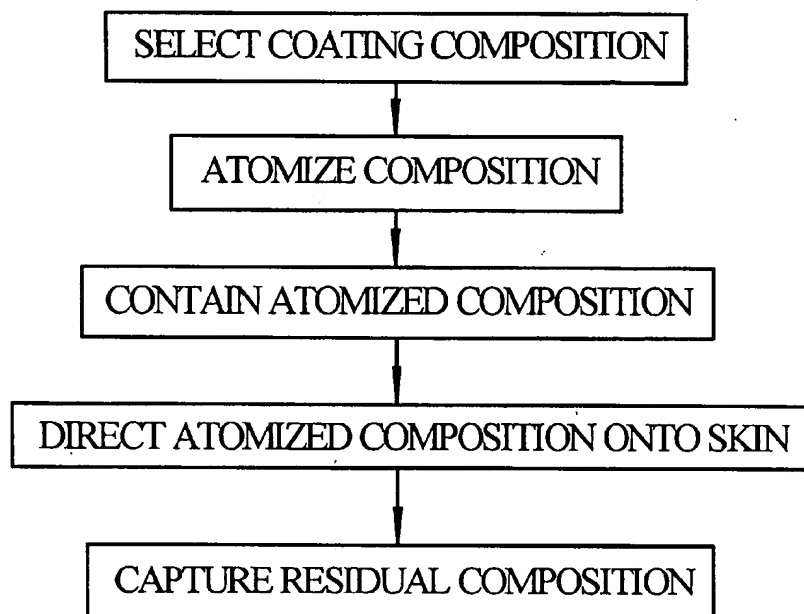 SELECT COATING COMPOSITION
ATOMIZE COMPOSITION
CONTAIN ATOMIZED COMPOSITION
DIRECT ATOMIZED COMPOSITION ONTO SKIN
CAPTURE RESIDUAL COMPOSITION